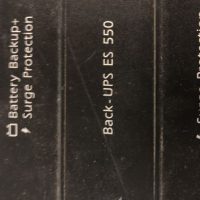 Battery Backup+
Surge Protection
Back-UPS ES 550